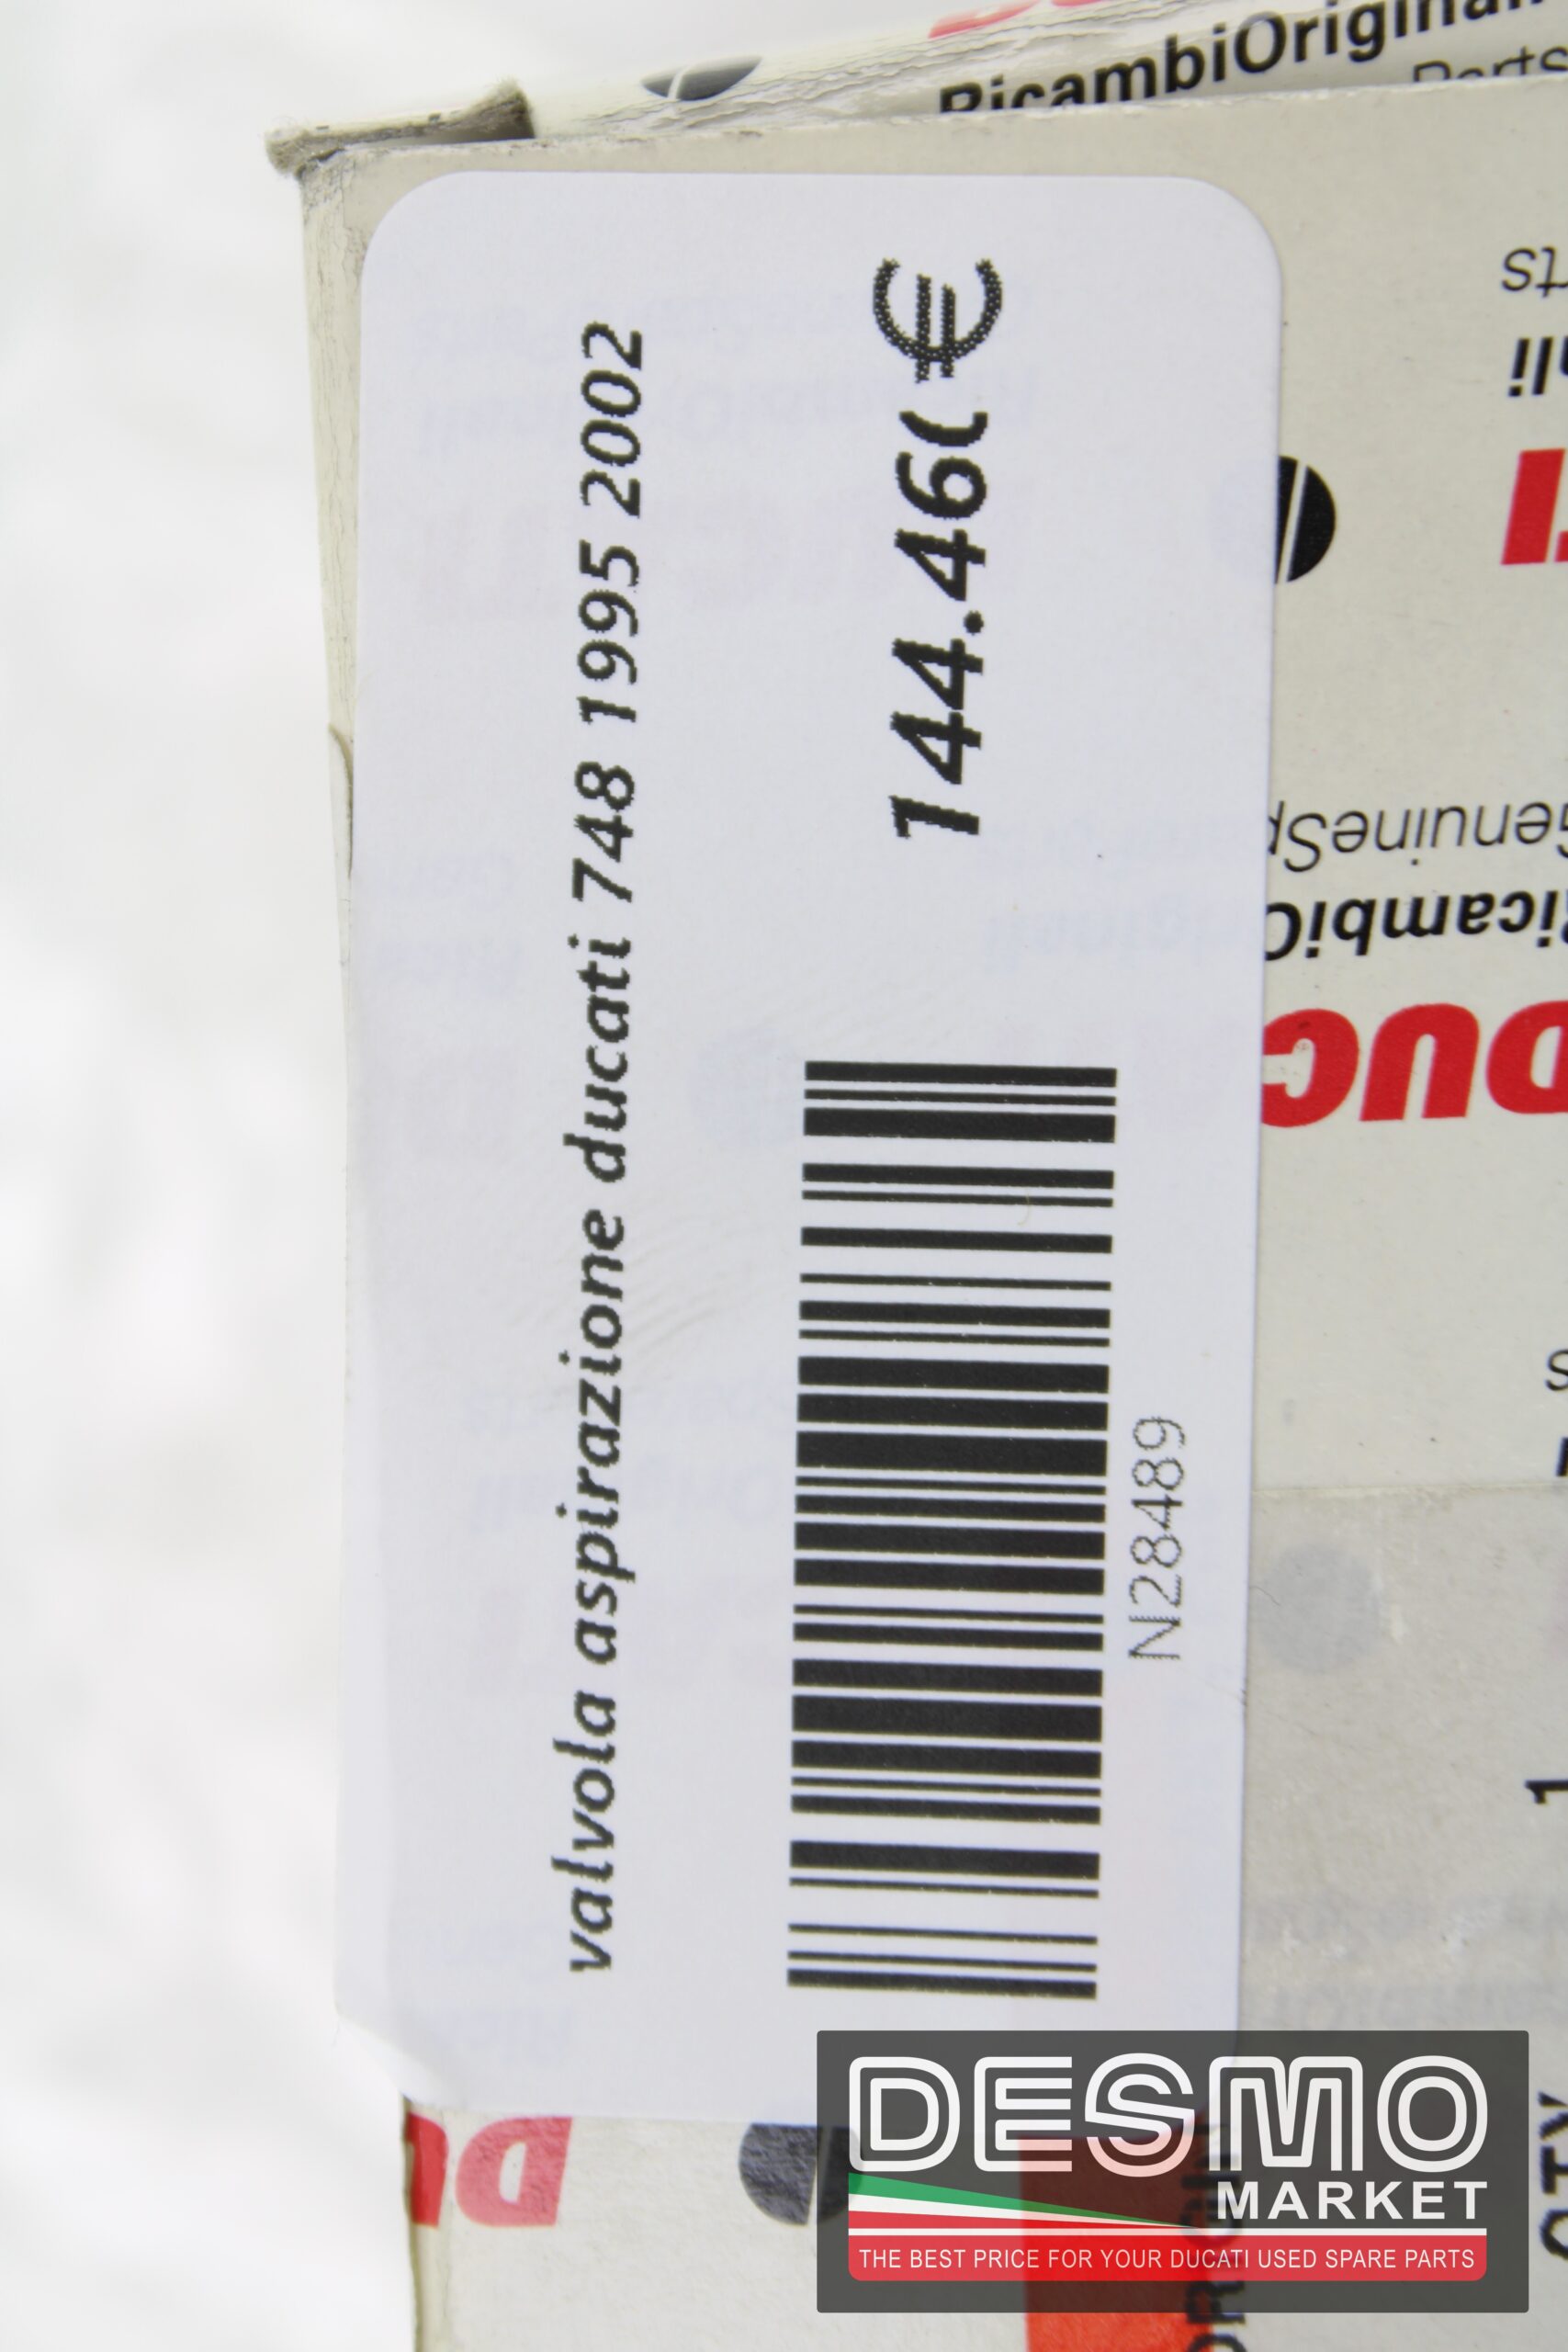 RicambiOriginali
Parts
valvola aspirazione ducati 748 1995 2002
144.46 €
N28489
DESMO
MARKET
THE BEST PRICE FOR YOUR DUCATI USED SPARE PARTS